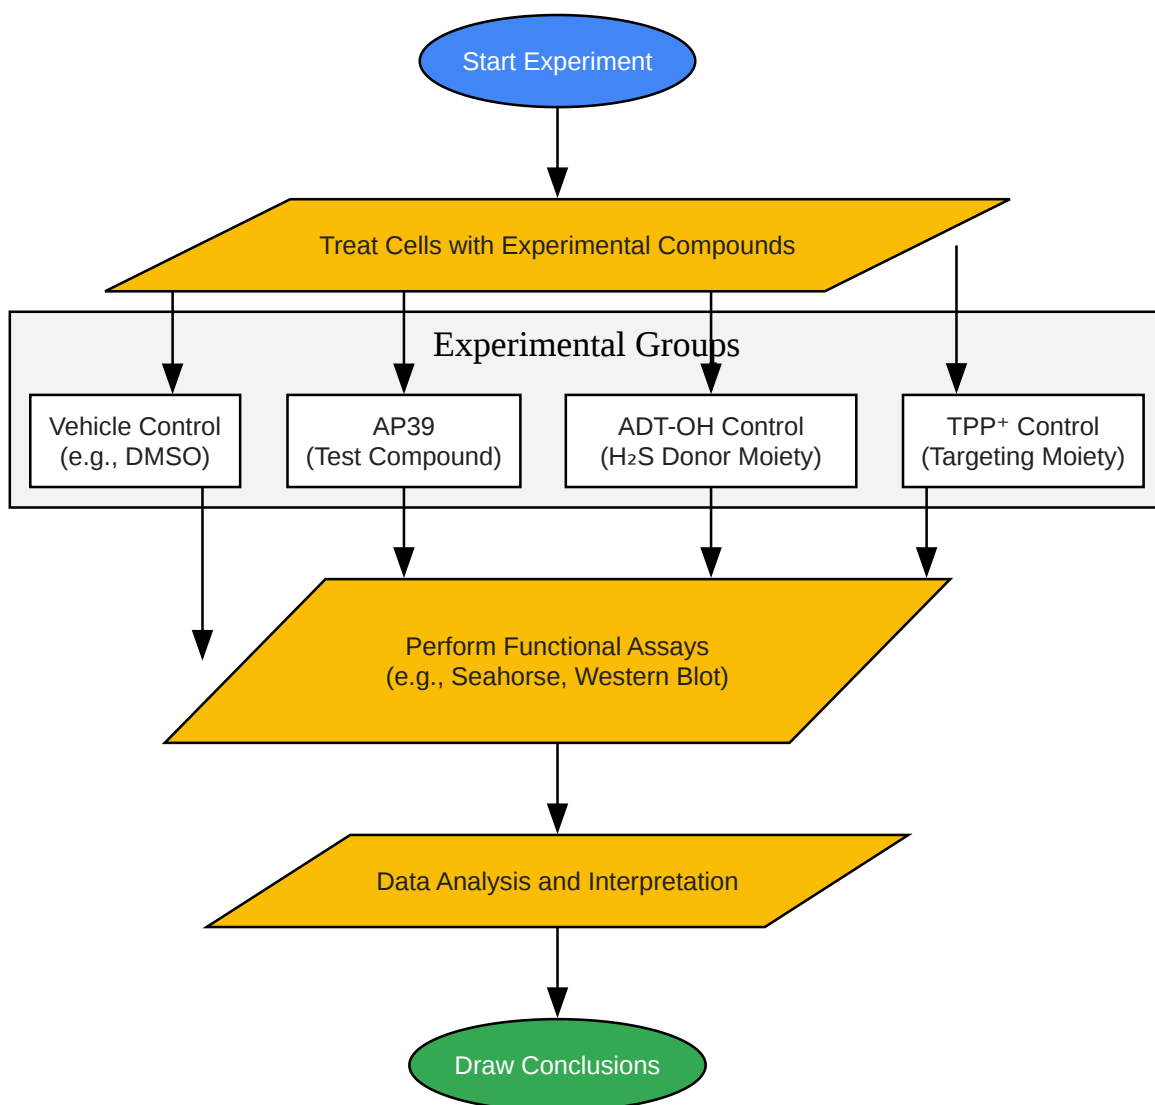 Start Experiment
Treat Cells with Experimental Compounds
Experimental Groups
Vehicle Control
(e.g., DMSO)
AP39
(Test Compound)
ADT-OH Control
(H₂S Donor Moiety)
TPP⁺ Control
(Targeting Moiety)
Perform Functional Assays
(e.g., Seahorse, Western Blot)
Data Analysis and Interpretation
Draw Conclusions